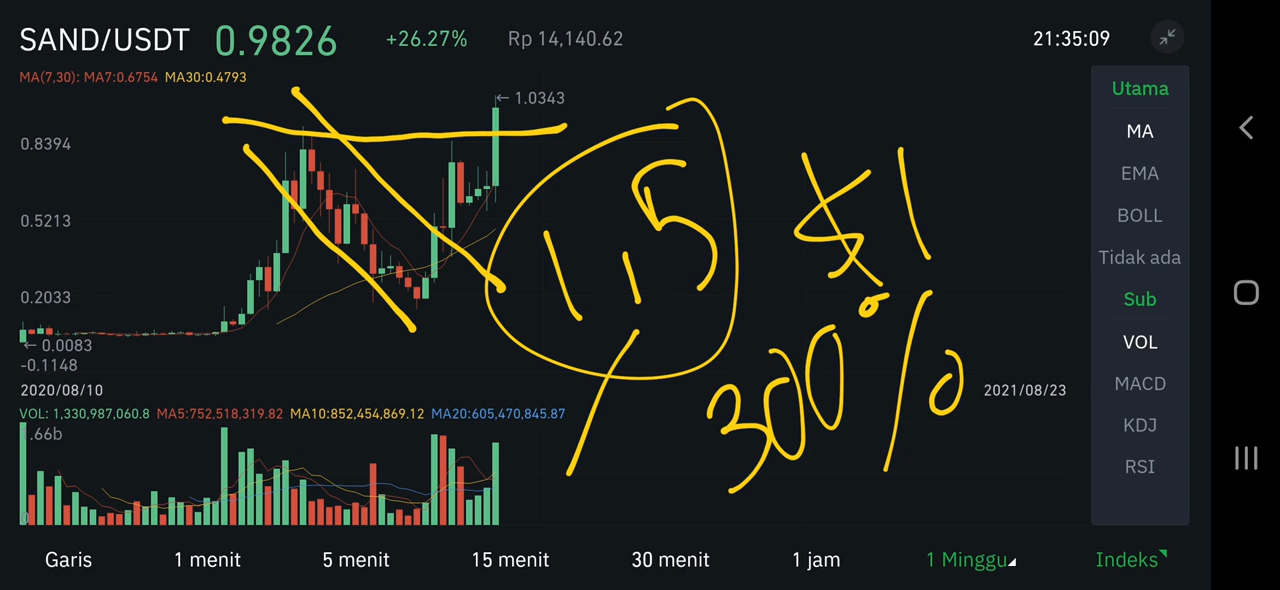 SAND/USDT 0.9826 +26.27% Rp 14,140.62 21:35:09
MA(7,30): MA7:0.6754 MA30:0.4793
Utama
← 1.0343
MA
0.8394
EMA
BOLL
0.5213
1,5
$1
Tidak ada
0.2033
Sub
300%
← 0.0083
VOL
-0.1148
MACD
2020/08/10 2021/08/23
VOL: 1,330,987,060.8 MA5:752,518,319.82 MA10:852,454,869.12 MA20:605,470,845.87
KDJ
1.66b
RSI
0
Garis 1 menit 5 menit 15 menit 30 menit 1 jam 1 Minggu Indeks